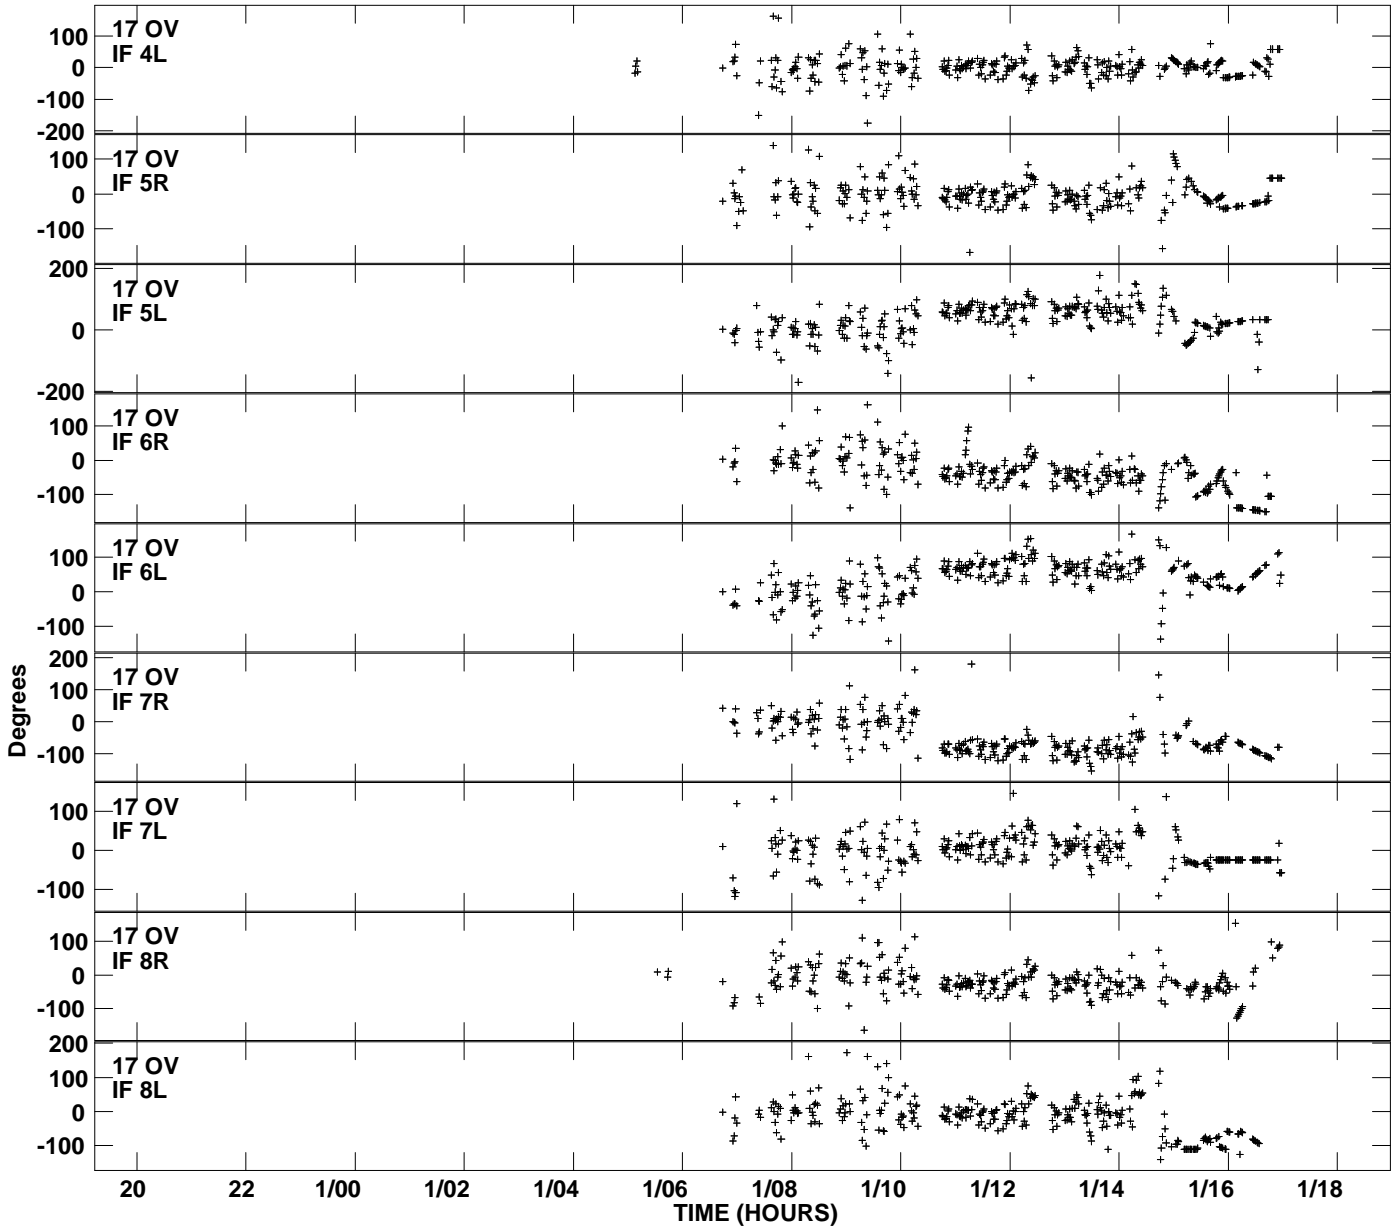 17 OV
IF 4L
100
0
-100
-200
17 OV
IF 5R
100
0
-100
200
17 OV
IF 5L
0
-200
17 OV
IF 6R
100
0
-100
17 OV
IF 6L
100
0
-100
200
17 OV
IF 7R
100
0
-100
17 OV
IF 7L
100
0
-100
17 OV
IF 8R
100
0
-100
200
17 OV
IF 8L
100
0
-100
Degrees
20 22 1/00 1/02 1/04 1/06 1/08 1/10 1/12 1/14 1/16 1/18
TIME (HOURS)